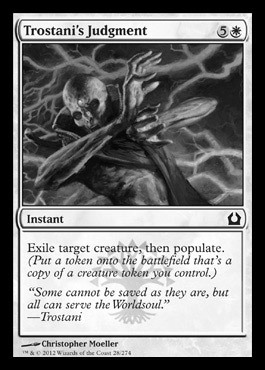 Trostani's Judgment 5
Instant
Exile target creature, then populate.
(Put a token onto the battlefield that's a
copy of a creature token you control.)
"Some cannot be saved as they are, but
all can serve the Worldsoul."
—Trostani
Christopher Moeller
™ & © 2012 Wizards of the Coast 28/274